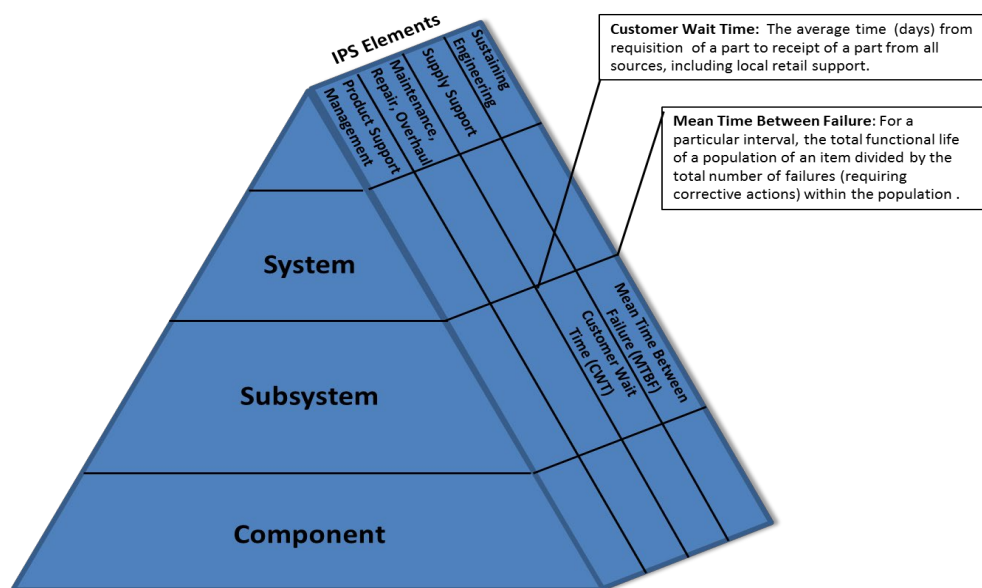 IPS Elements
Product Support
Management
Maintenance,
Repair, Overhaul
Supply Support
Sustaining
Engineering
Customer Wait Time: The average time (days) from
requisition of a part to receipt of a part from all
sources, including local retail support.
Mean Time Between Failure: For a
particular interval, the total functional life
of a population of an item divided by the
total number of failures (requiring
corrective actions) within the population .
System
Subsystem
Customer Wait
Time (CWT)
Mean Time Between
Failure (MTBF)
Component